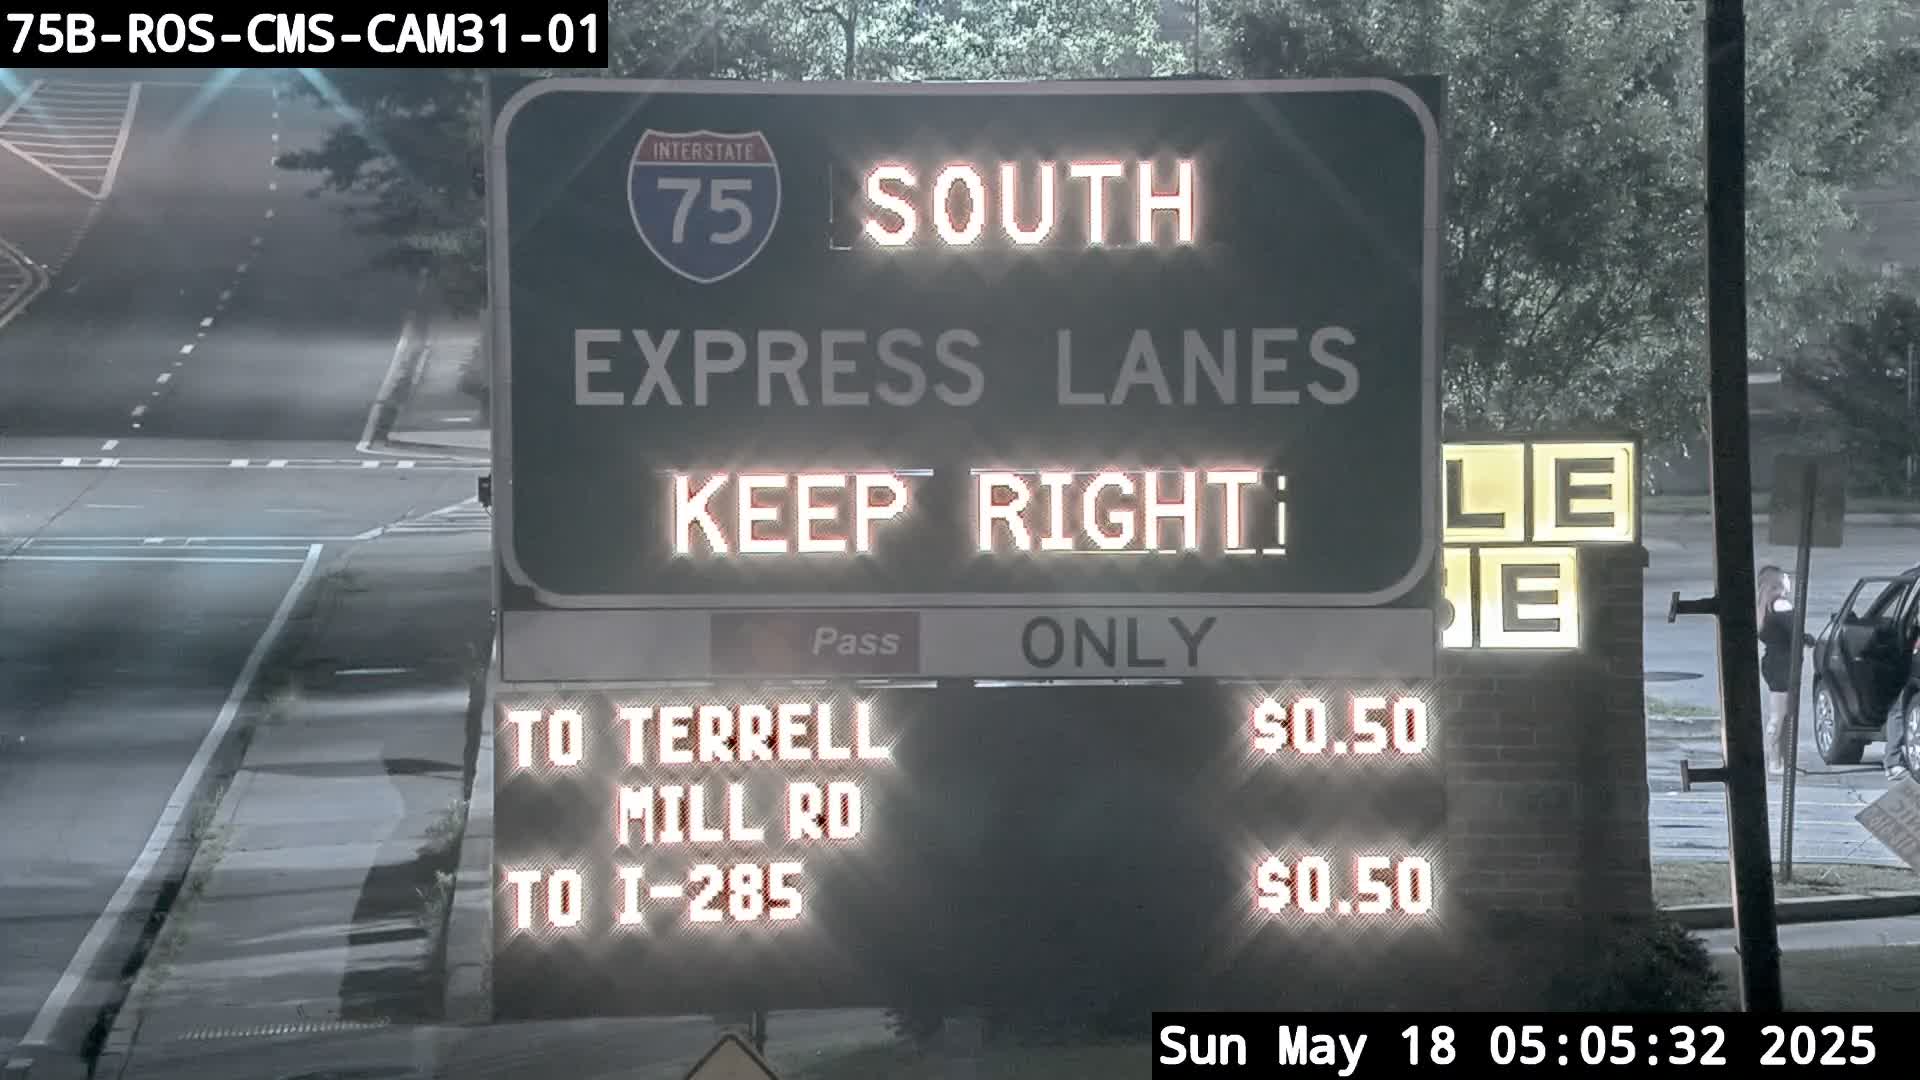 75B-ROS-CMS-CAM31-01
INTERSTATE
75
SOUTH
EXPRESS LANES
KEEP RIGHT
Pass ONLY
TO TERRELL $0.50
MILL RD
TO I-285 $0.50
LE
E
Sun May 18 05:05:32 2025